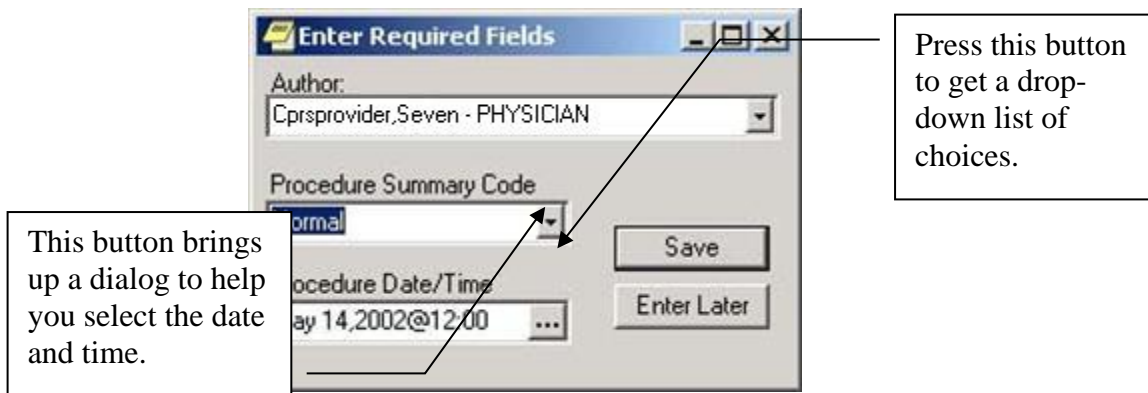 Enter Required Fields
Author:
Cprsprovider,Seven - PHYSICIAN
Procedure Summary Code
ormal
ocedure Date/Time
ay 14,2002@12:00
...
Save
Enter Later
Press this button
to get a drop-
down list of
choices.
This button brings
up a dialog to help
you select the date
and time.